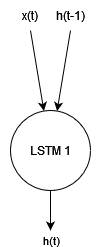 x(t) h(t-1)
LSTM 1
h(t)